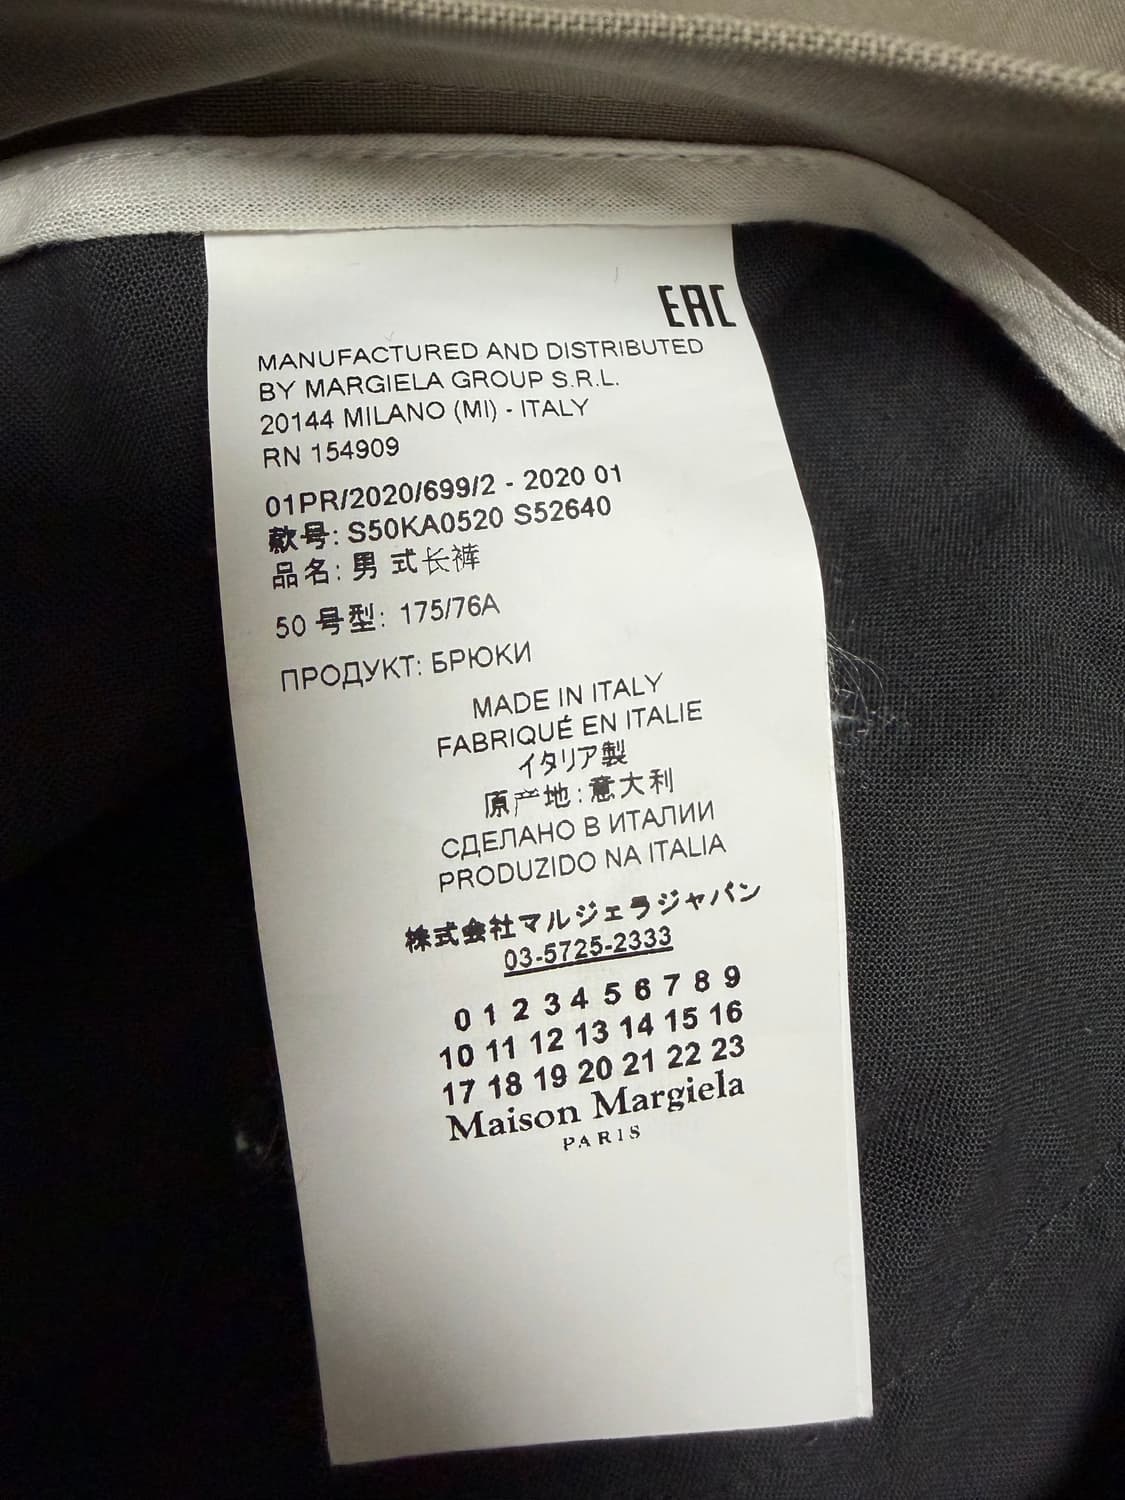 EAC
MANUFACTURED AND DISTRIBUTED
BY MARGIELA GROUP S.R.L.
20144 MILANO (MI) - ITALY
RN 154909
01PR/2020/699/2 - 2020 01
款号: S50KA0520 S52640
品名: 男 式长裤
50 号型: 175/76A
ПРОДУКТ: БРЮКИ
MADE IN ITALY
FABRIQUÉ EN ITALIE
イタリア製
原产地: 意大利
СДЕЛАНО В ИТАЛИИ
PRODUZIDO NA ITALIA
株式会社マルジェラジャパン
03-5725-2333
0 1 2 3 4 5 6 7 8 9
10 11 12 13 14 15 16
17 18 19 20 21 22 23
Maison Margiela
PARIS